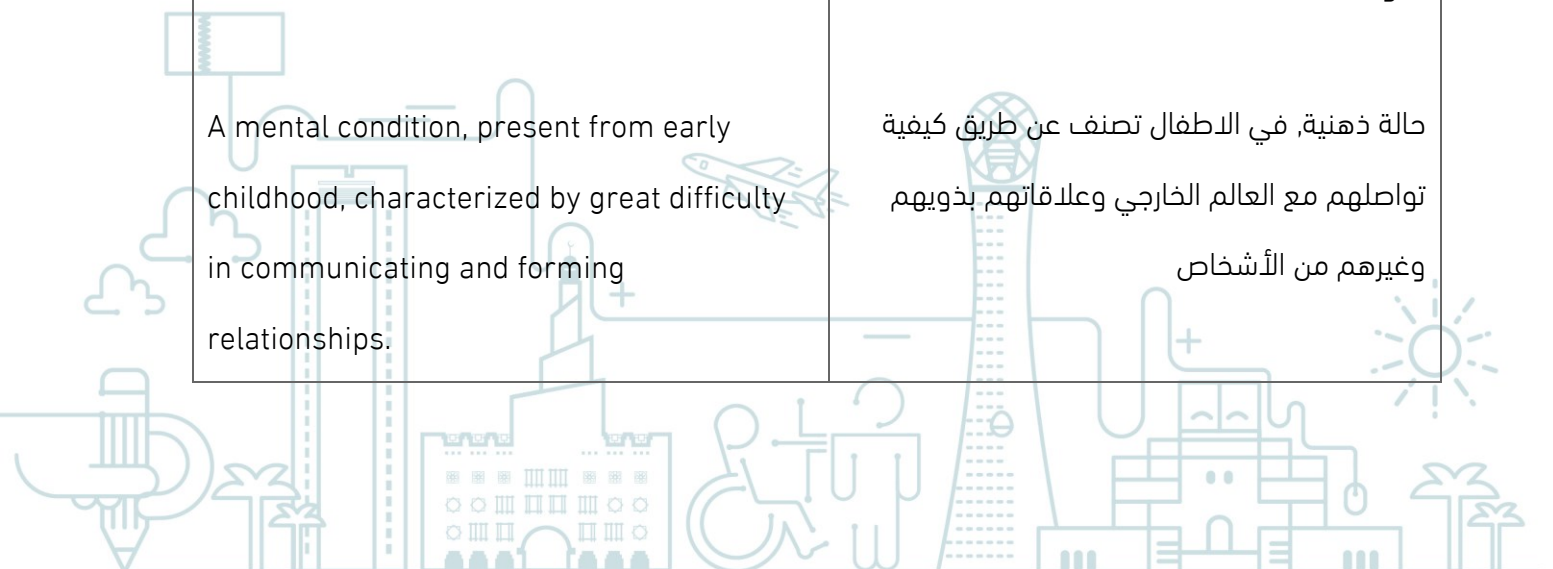 A mental condition, present from early
childhood, characterized by great difficulty
in communicating and forming
relationships.
حالة ذهنية, في الاطفال تصنف عن طريق كيفية
تواصلهم مع العالم الخارجي وعلاقاتهم بذويهم
وغيرهم من الأشخاص